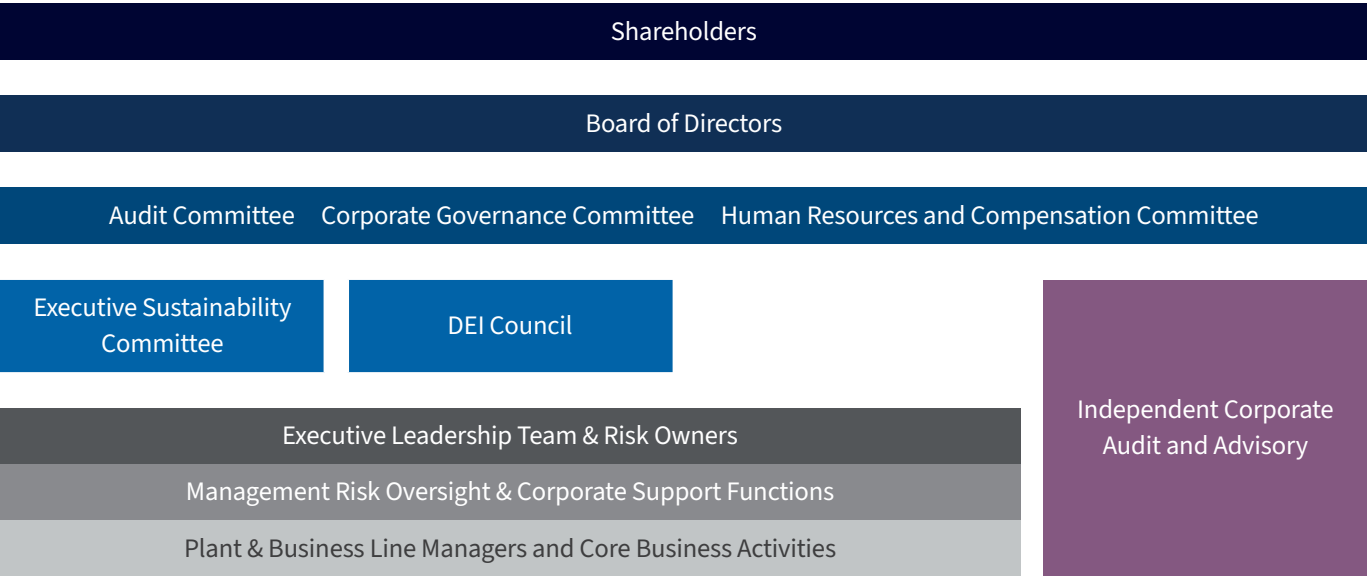 Shareholders
Board of Directors
Audit Committee Corporate Governance Committee Human Resources and Compensation Committee
Executive Sustainability
Committee
DEI Council
Independent Corporate
Audit and Advisory
Executive Leadership Team & Risk Owners
Management Risk Oversight & Corporate Support Functions
Plant & Business Line Managers and Core Business Activities